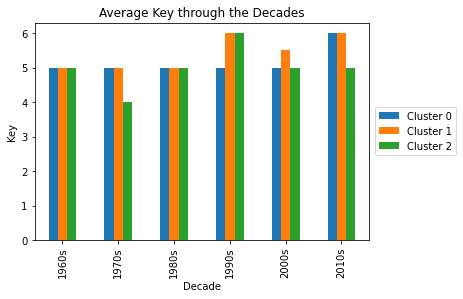 Average Key through the Decades
Key
6
5
4
3
2
1
0
1960s
1970s
1980s
1990s
2000s
2010s
Decade
Cluster 0
Cluster 1
Cluster 2